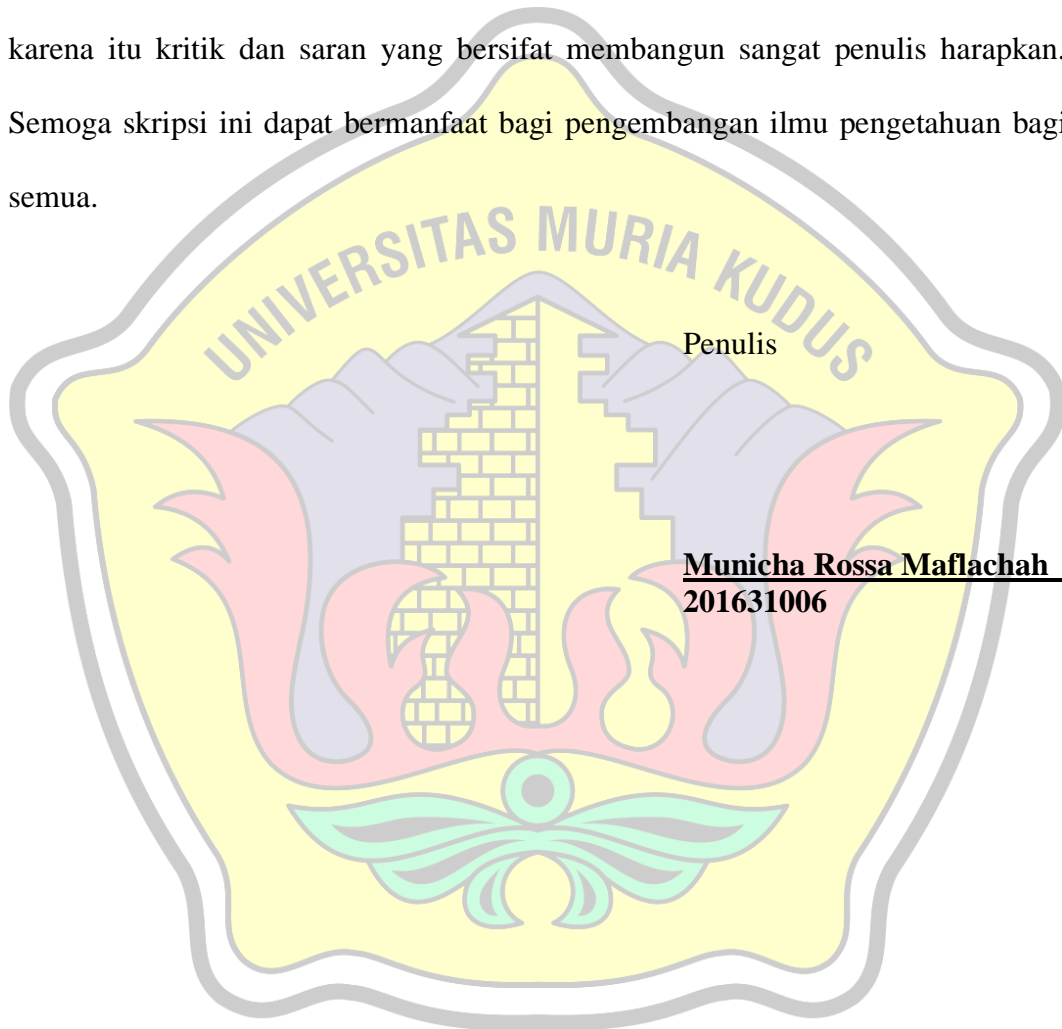 karena itu kritik dan saran yang bersifat membangun sangat penulis harapkan.
Semoga skripsi ini dapat bermanfaat bagi pengembangan ilmu pengetahuan bagi
semua.
UNIVERSITAS MURIA KUDUS
Penulis
Municha Rossa Maflachah
201631006